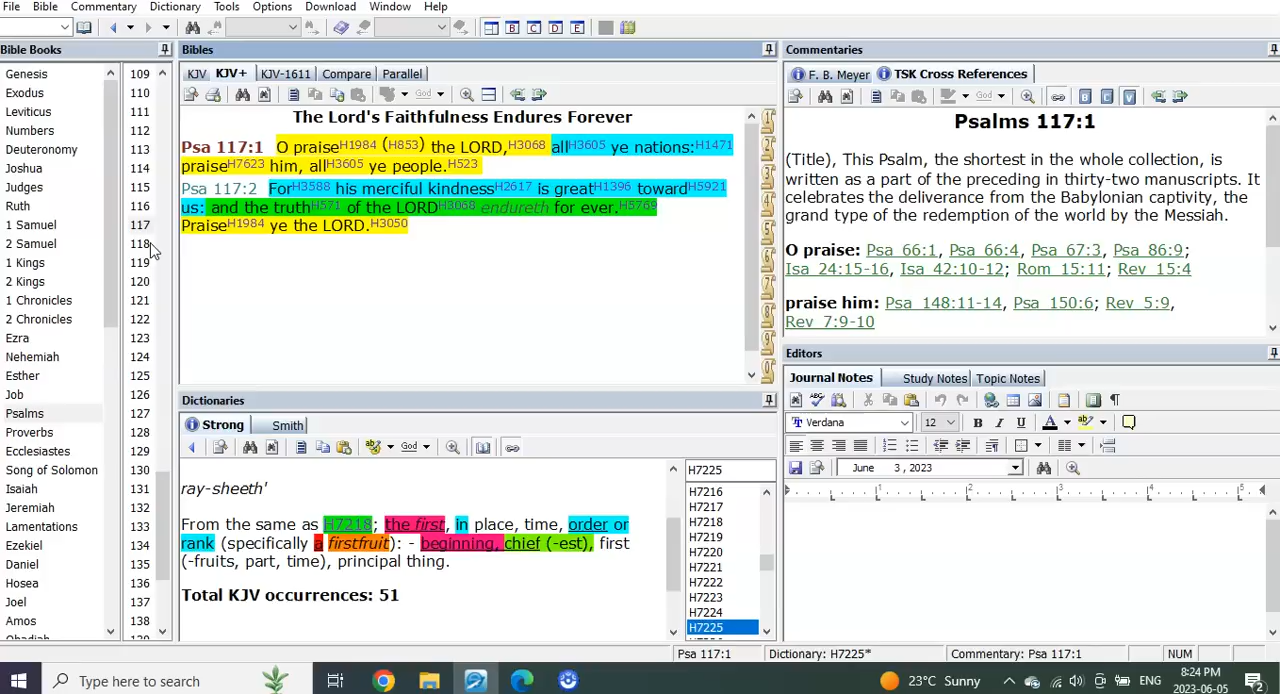 File Bible Commentary Dictionary Tools Options Download Window Help
B C D E
Bible Books
Genesis
Exodus
Leviticus
Numbers
Deuteronomy
Joshua
Judges
Ruth
1 Samuel
2 Samuel
1 Kings
2 Kings
1 Chronicles
2 Chronicles
Ezra
Nehemiah
Esther
Job
Psalms
Proverbs
Ecclesiastes
Song of Solomon
Isaiah
Jeremiah
Lamentations
Ezekiel
Daniel
Hosea
Joel
Amos
Obadiah
109
110
111
112
113
114
115
116
117
118
119
120
121
122
123
124
125
126
127
128
129
130
131
132
133
134
135
136
137
138
139
Bibles
KJV KJV+ KJV-1611 Compare Parallel
God
The Lord's Faithfulness Endures Forever
Psa 117:1 O praiseH1984 (H853) the LORD,H3068 allH3605 ye nations:H1471
praiseH7623 him, allH3605 ye people.H523
Psa 117:2 ForH3588 his merciful kindnessH2617 is greatH1396 towardH5921
us: and the truthH571 of the LORDH3068 endureth for ever.H5769
PraiseH1984 ye the LORD.H3050
Dictionaries
Strong Smith
God
ray-sheeth'
From the same as H7218; the first, in place, time, order or
rank (specifically a firstfruit): - beginning, chief (-est), first
(-fruits, part, time), principal thing.
Total KJV occurrences: 51
H7225
H7216
H7217
H7218
H7219
H7220
H7221
H7222
H7223
H7224
H7225
Commentaries
F. B. Meyer TSK Cross References
God
B C V
Psalms 117:1
(Title), This Psalm, the shortest in the whole collection, is
written as a part of the preceding in thirty-two manuscripts. It
celebrates the deliverance from the Babylonian captivity, the
grand type of this redemption of the world by the Messiah.
O praise: Psa 66:1, Psa 66:4, Psa 67:3, Psa 86:9;
Isa 24:15-16, Isa 42:10-12; Rom 15:11; Rev 15:4
praise him: Psa 148:11-14, Psa 150:6; Rev 5:9,
Rev 7:9-10
Editors
Journal Notes Study Notes Topic Notes
Verdana 12 B I U A ab
June 3, 2023
1 2 3 4 5
Psa 117:1 Dictionary: H7225* Commentary: Psa 117:1 NUM
Type here to search
23°C Sunny
ENG
8:24 PM
2023-06-05
2